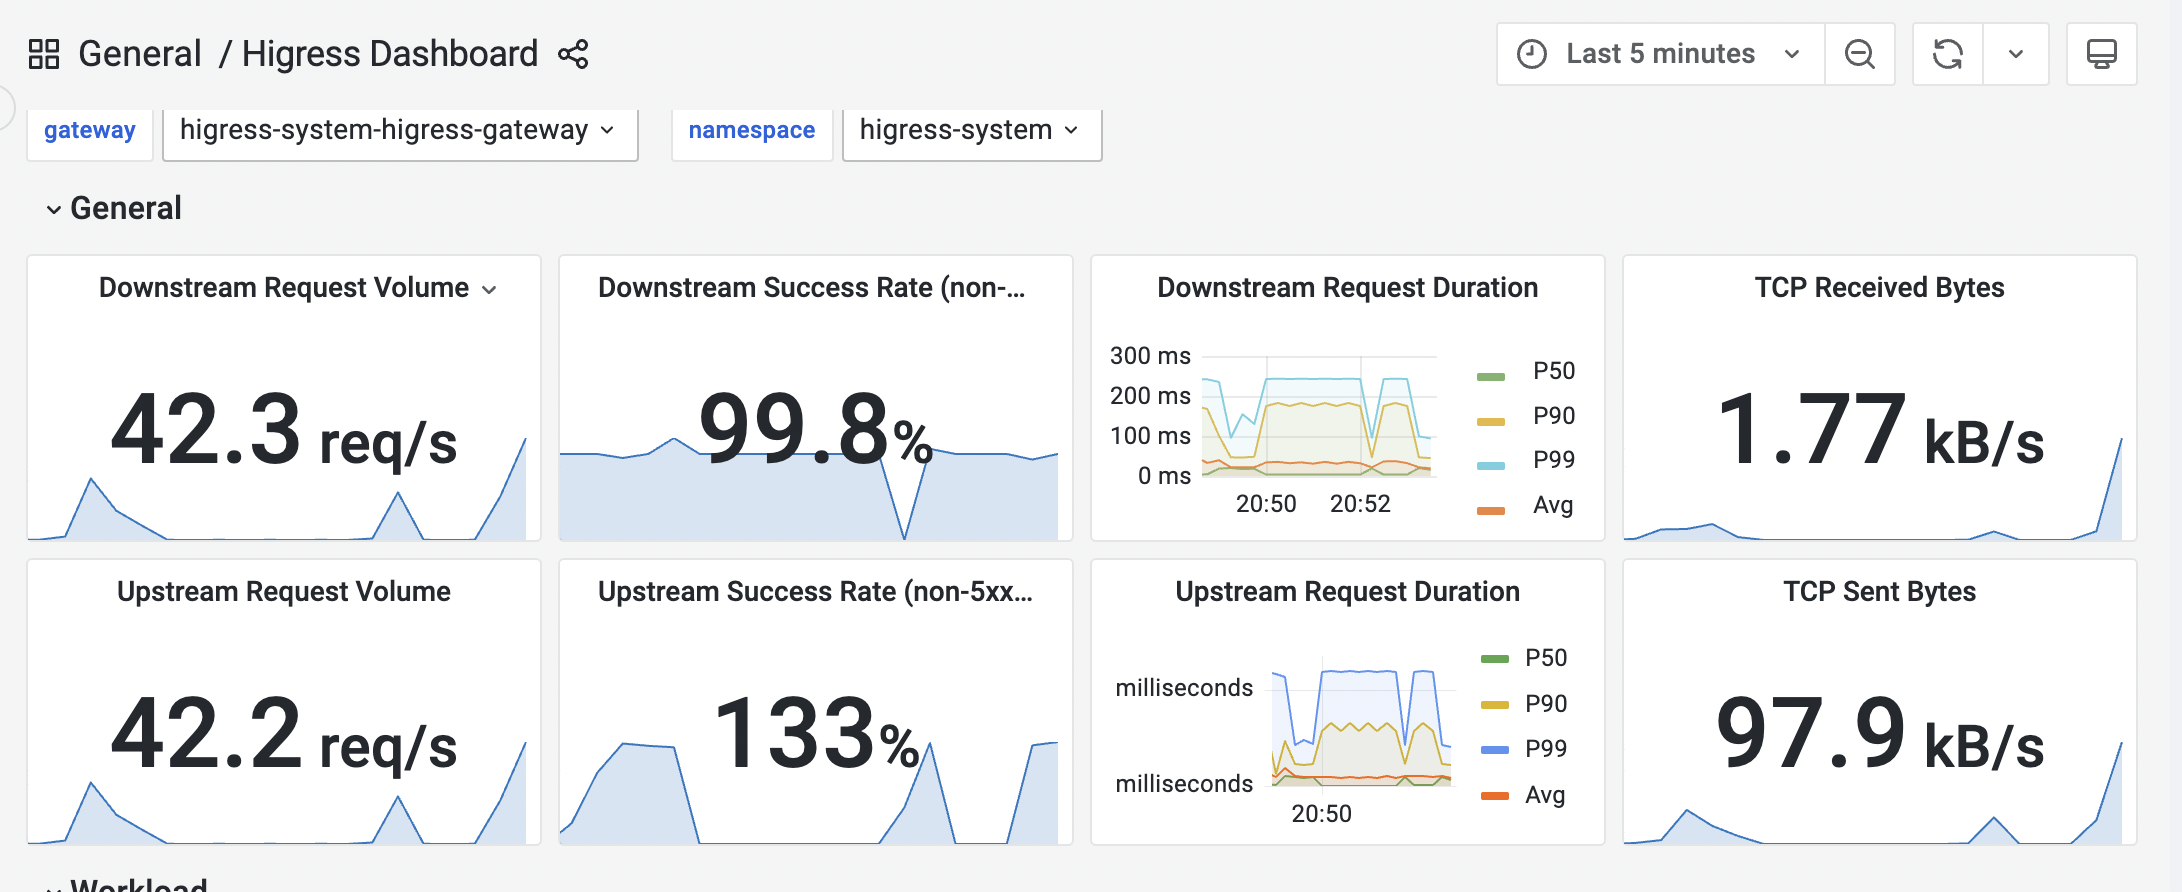 General / Higress Dashboard
Last 5 minutes
gateway
higress-system-higress-gateway
namespace
higress-system
General
Downstream Request Volume
42.3 req/s
Downstream Success Rate (non-...
99.8%
Downstream Request Duration
300 ms
200 ms
100 ms
0 ms
20:50
20:52
P50
P90
P99
Avg
TCP Received Bytes
1.77 kB/s
Upstream Request Volume
42.2 req/s
Upstream Success Rate (non-5xx...
133%
Upstream Request Duration
milliseconds
milliseconds
20:50
P50
P90
P99
Avg
TCP Sent Bytes
97.9 kB/s
Workload